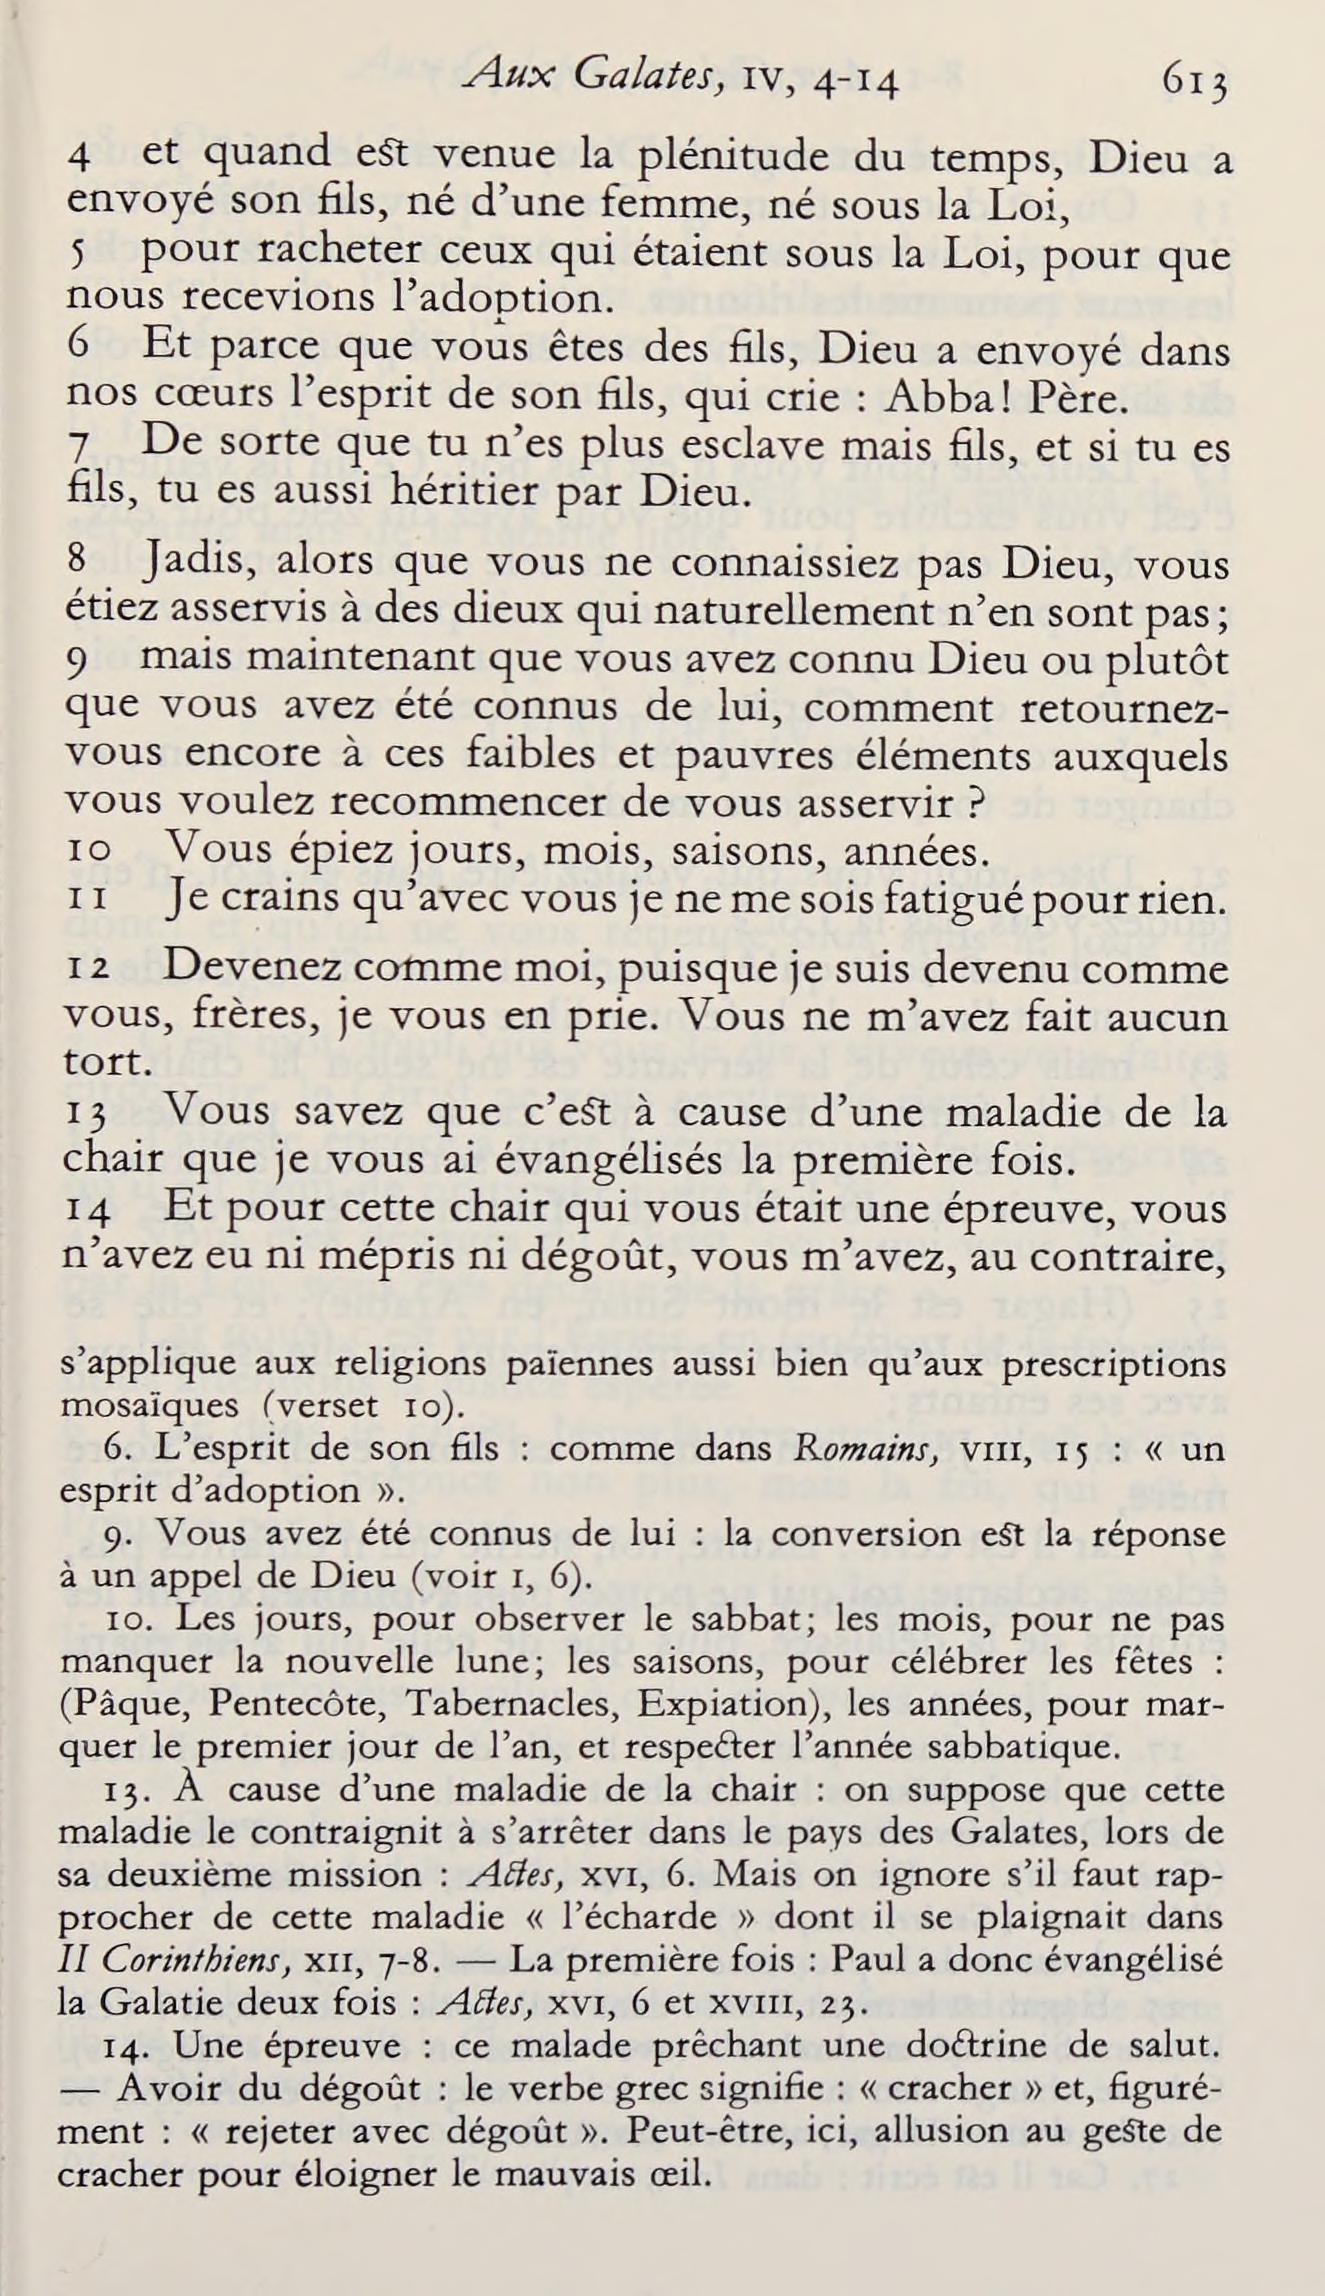 Aux Galates, IV, 4-14 613
4 et quand est venue la plénitude du temps, Dieu a
envoyé son fils, né d’une femme, né sous la Loi,
5 pour racheter ceux qui étaient sous la Loi, pour que
nous recevions l’adoption.
6 Et parce que vous êtes des fils, Dieu a envoyé dans
nos cœurs l’esprit de son fils, qui crie : Abba! Père.
7 De sorte que tu n’es plus esclave mais fils, et si tu es
fils, tu es aussi héritier par Dieu.
8 Jadis, alors que vous ne connaissiez pas Dieu, vous
étiez asservis à des dieux qui naturellement n’en sont pas;
9 mais maintenant que vous avez connu Dieu ou plutôt
que vous avez été connus de lui, comment retournez-
vous encore à ces faibles et pauvres éléments auxquels
vous voulez recommencer de vous asservir ?
10 Vous épiez jours, mois, saisons, années.
11 Je crains qu’avec vous je ne me sois fatigué pour rien.
12 Devenez comme moi, puisque je suis devenu comme
vous, frères, je vous en prie. Vous ne m’avez fait aucun
tort.
13 Vous savez que c’est à cause d’une maladie de la
chair que je vous ai évangélisés la première fois.
14 Et pour cette chair qui vous était une épreuve, vous
n’avez eu ni mépris ni dégoût, vous m’avez, au contraire,
s’applique aux religions païennes aussi bien qu’aux prescriptions
mosaïques (verset 10).
6. L’esprit de son fils : comme dans Romains, VIII, 15 : « un
esprit d’adoption ».
9. Vous avez été connus de lui : la conversion est la réponse
à un appel de Dieu (voir I, 6).
10. Les jours, pour observer le sabbat; les mois, pour ne pas
manquer la nouvelle lune; les saisons, pour célébrer les fêtes :
(Pâque, Pentecôte, Tabernacles, Expiation), les années, pour mar-
quer le premier jour de l’an, et respecter l’année sabbatique.
13. À cause d’une maladie de la chair : on suppose que cette
maladie le contraignit à s’arrêter dans le pays des Galates, lors de
sa deuxième mission : Actes, XVI, 6. Mais on ignore s’il faut rap-
procher de cette maladie « l’écharde » dont il se plaignait dans
II Corinthiens, XII, 7-8. — La première fois : Paul a donc évangélisé
la Galatie deux fois : Actes, XVI, 6 et XVIII, 23.
14. Une épreuve : ce malade prêchant une doctrine de salut.
— Avoir du dégoût : le verbe grec signifie : « cracher » et, figuré-
ment : « rejeter avec dégoût ». Peut-être, ici, allusion au geste de
cracher pour éloigner le mauvais œil.